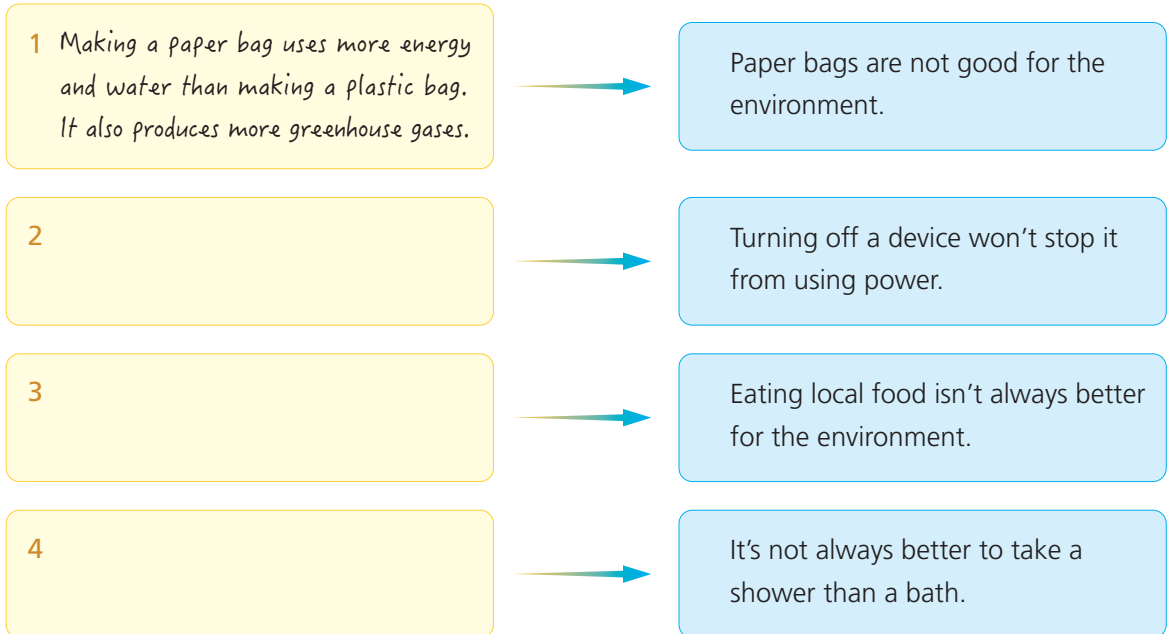 1 Making a paper bag uses more energy
and water than making a plastic bag.
It also produces more greenhouse gases.
Paper bags are not good for the
environment.
2
Turning off a device won't stop it
from using power.
3
Eating local food isn't always better
for the environment.
4
It's not always better to take a
shower than a bath.